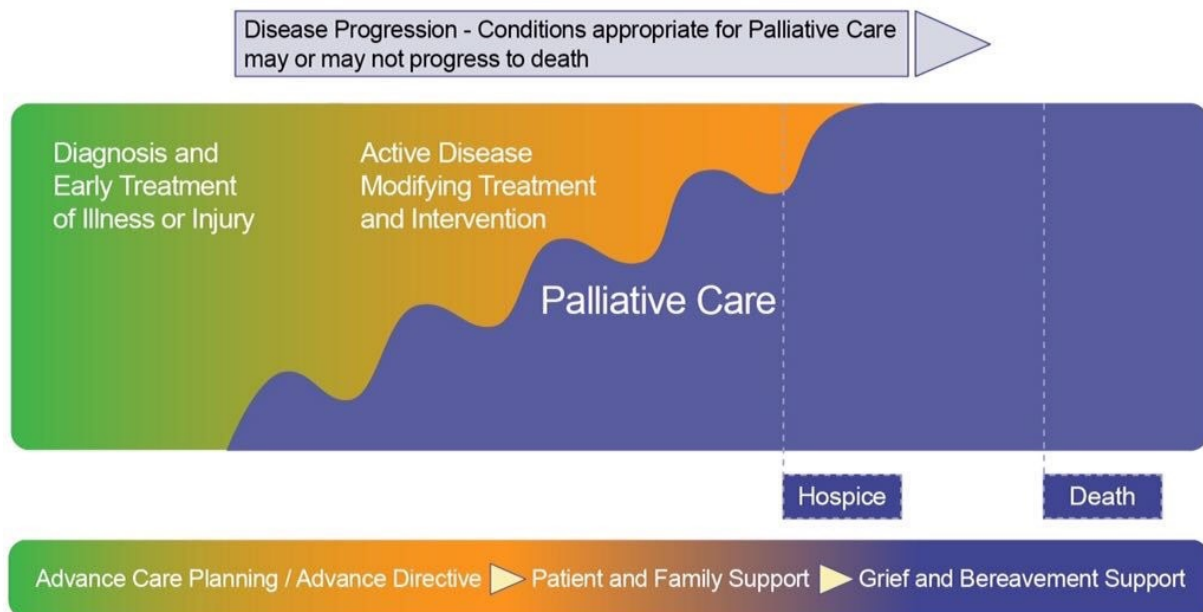 Disease Progression - Conditions appropriate for Palliative Care
may or may not progress to death
Diagnosis and
Early Treatment
of Illness or Injury
Active Disease
Modifying Treatment
and Intervention
Palliative Care
Hospice
Death
Advance Care Planning / Advance Directive
Patient and Family Support
Grief and Bereavement Support